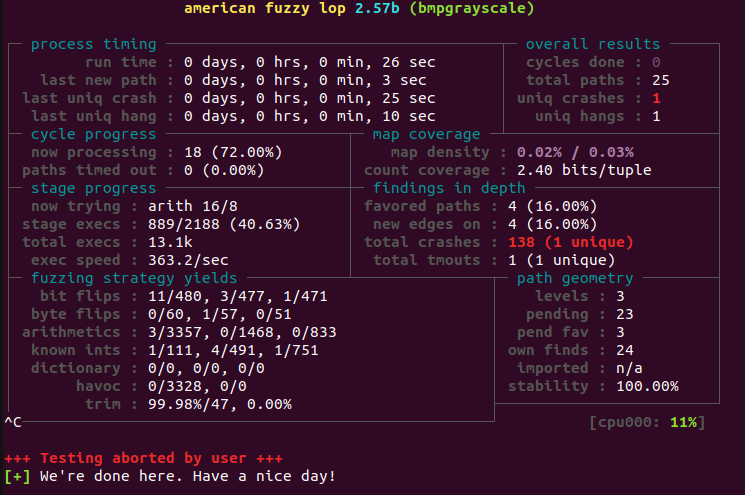 american fuzzy lop 2.57b (bmpgrayscale)
process timing overall results
run time : 0 days, 0 hrs, 0 min, 26 sec cycles done : 0
last new path : 0 days, 0 hrs, 0 min, 3 sec total paths : 25
last uniq crash : 0 days, 0 hrs, 0 min, 25 sec uniq crashes : 1
last uniq hang : 0 days, 0 hrs, 0 min, 10 sec uniq hangs : 1
cycle progress map coverage
now processing : 18 (72.00%) map density : 0.02% / 0.03%
paths timed out : 0 (0.00%) count coverage : 2.40 bits/tuple
stage progress findings in depth
now trying : arith 16/8 favored paths : 4 (16.00%)
stage execs : 889/2188 (40.63%) new edges on : 4 (16.00%)
total execs : 13.1k total crashes : 138 (1 unique)
exec speed : 363.2/sec total tmouts : 1 (1 unique)
fuzzing strategy yields path geometry
bit flips : 11/480, 3/477, 1/471 levels : 3
byte flips : 0/60, 1/57, 0/51 pending : 23
arithmetics : 3/3357, 0/1468, 0/833 pend fav : 3
known ints : 1/111, 4/491, 1/751 own finds : 24
dictionary : 0/0, 0/0, 0/0 imported : n/a
havoc : 0/3328, 0/0 stability : 100.00%
trim : 99.98%/47, 0.00%
^C [cpu000: 11%]
+++ Testing aborted by user +++
[+] We're done here. Have a nice day!